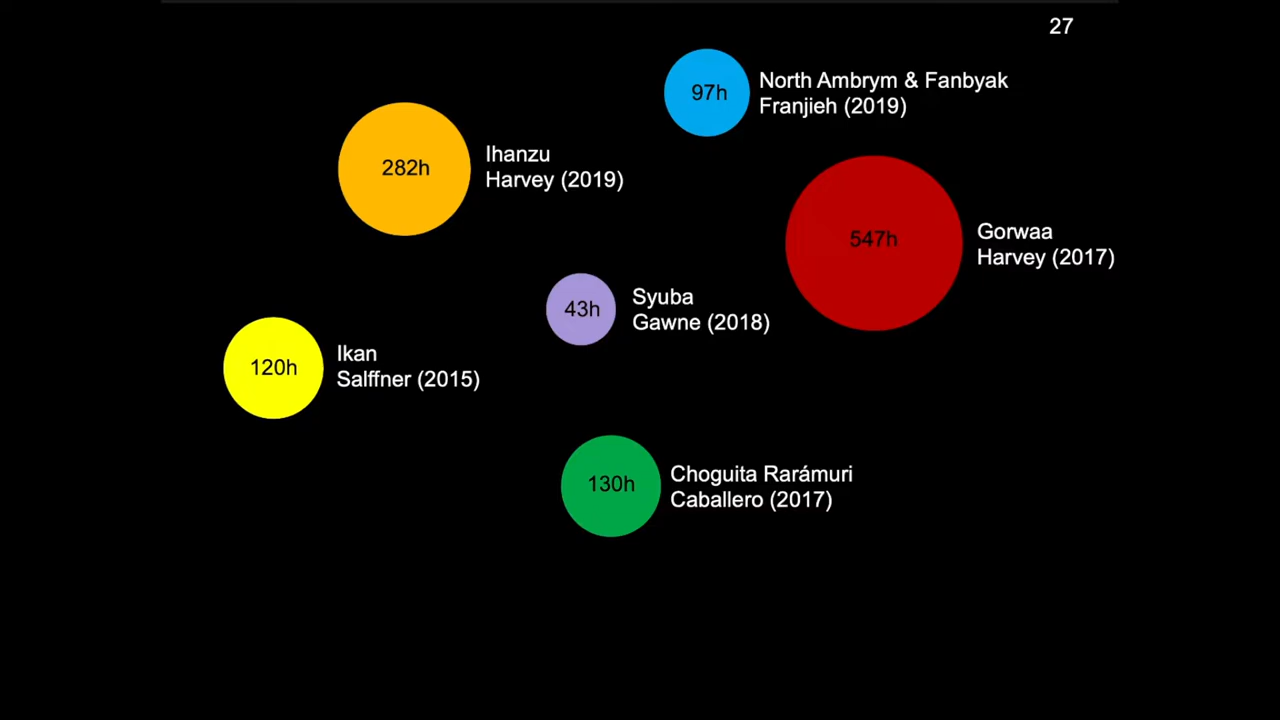 27
97h
North Ambrym & Fanbyak
Franjieh (2019)
282h
Ihanzu
Harvey (2019)
547h
Gorwaa
Harvey (2017)
43h
Syuba
Gawne (2018)
120h
Ikan
Salffner (2015)
130h
Choguita Rarámuri
Caballero (2017)